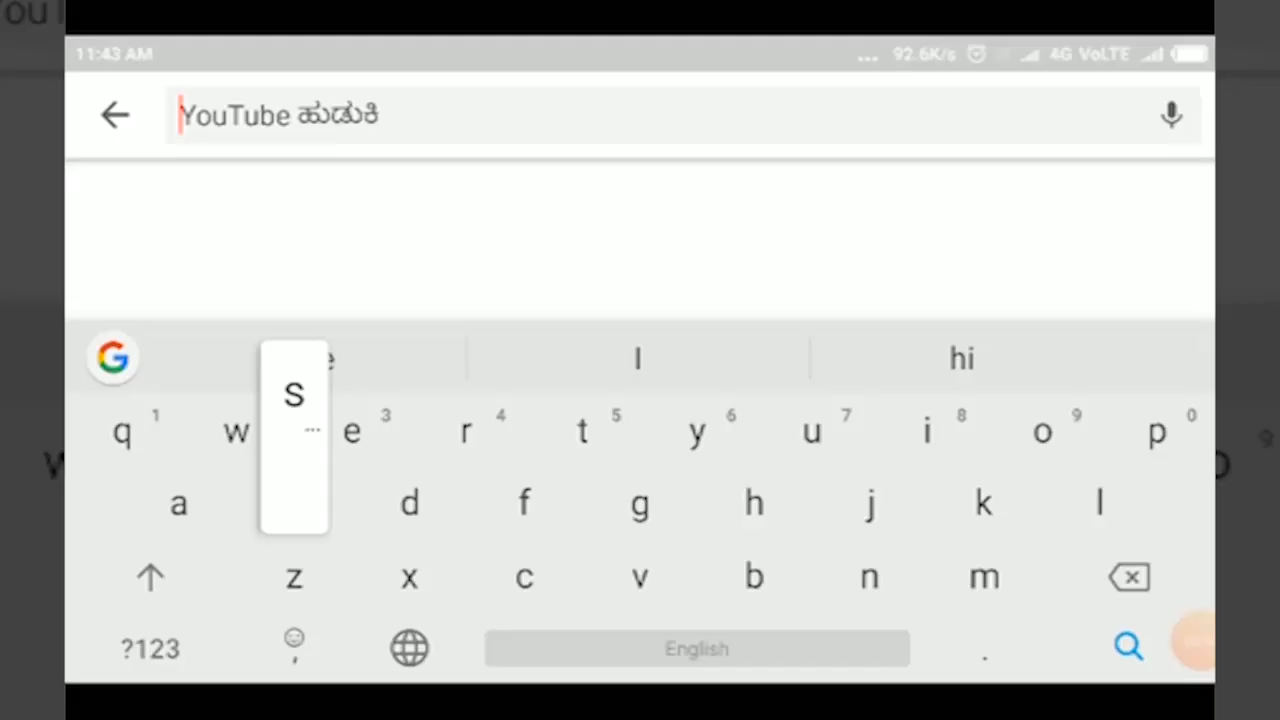 11:43 AM ... 92.6K/s 4G VoLTE
YouTube ಹುಡುಕಿ
I hi
S
q 1 w e 3 r 4 t 5 y 6 u 7 i 8 o 9 p 0
a d f g h j k l
z x c v b n m
?123 , English .